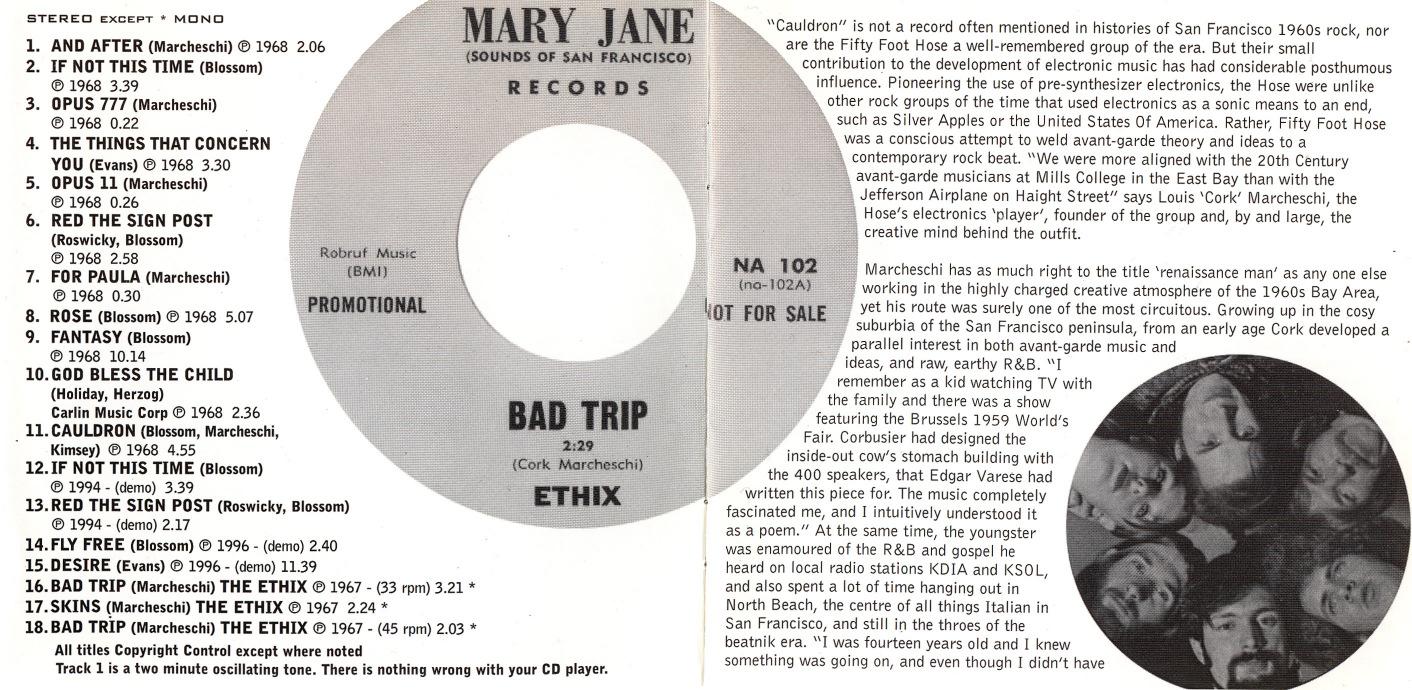 STEREO EXCEPT * MONO
1. AND AFTER (Marcheschi) ℗ 1968 2.06
2. IF NOT THIS TIME (Blossom)
℗ 1968 3.39
3. OPUS 777 (Marcheschi)
℗ 1968 0.22
4. THE THINGS THAT CONCERN
YOU (Evans) ℗ 1968 3.30
5. OPUS 11 (Marcheschi)
℗ 1968 0.26
6. RED THE SIGN POST
(Roswicky, Blossom)
℗ 1968 2.58
7. FOR PAULA (Marcheschi)
℗ 1968 0.30
8. ROSE (Blossom) ℗ 1968 5.07
9. FANTASY (Blossom)
℗ 1968 10.14
10. GOD BLESS THE CHILD
(Holiday, Herzog)
Carlin Music Corp ℗ 1968 2.36
11. CAULDRON (Blossom, Marcheschi,
Kimsey) ℗ 1968 4.55
12. IF NOT THIS TIME (Blossom)
℗ 1994 - (demo) 3.39
13. RED THE SIGN POST (Roswicky, Blossom)
℗ 1994 - (demo) 2.17
14. FLY FREE (Blossom) ℗ 1996 - (demo) 2.40
15. DESIRE (Evans) ℗ 1996 - (demo) 11.39
16. BAD TRIP (Marcheschi) THE ETHIX ℗ 1967 - (33 rpm) 3.21 *
17. SKINS (Marcheschi) THE ETHIX ℗ 1967 2.24 *
18. BAD TRIP (Marcheschi) THE ETHIX ℗ 1967 - (45 rpm) 2.03 *
All titles Copyright Control except where noted
Track 1 is a two minute oscillating tone. There is nothing wrong with your CD player.
MARY JANE
(SOUNDS OF SAN FRANCISCO)
RECORDS
Robruf Music
(BMI)
PROMOTIONAL
NA 102
(na-102A)
NOT FOR SALE
BAD TRIP
2:29
(Cork Marcheschi)
ETHIX
"Cauldron" is not a record often mentioned in histories of San Francisco 1960s rock, nor
are the Fifty Foot Hose a well-remembered group of the era. But their small
contribution to the development of electronic music has had considerable posthumous
influence. Pioneering the use of pre-synthesizer electronics, the Hose were unlike
other rock groups of the time that used electronics as a sonic means to an end,
such as Silver Apples or the United States Of America. Rather, Fifty Foot Hose
was a conscious attempt to weld avant-garde theory and ideas to a
contemporary rock beat. "We were more aligned with the 20th Century
avant-garde musicians at Mills College in the East Bay than with the
Jefferson Airplane on Haight Street" says Louis 'Cork' Marcheschi, the
Hose's electronics 'player', founder of the group and, by and large, the
creative mind behind the outfit.
Marcheschi has as much right to the title 'renaissance man' as any one else
working in the highly charged creative atmosphere of the 1960s Bay Area,
yet his route was surely one of the most circuitous. Growing up in the cosy
suburbia of the San Francisco peninsula, from an early age Cork developed a
parallel interest in both avant-garde music and
ideas, and raw, earthy R&B. "I
remember as a kid watching TV with
the family and there was a show
featuring the Brussels 1959 World's
Fair. Corbusier had designed the
inside-out cow's stomach building with
the 400 speakers, that Edgar Varese had
written this piece for. The music completely
fascinated me, and I intuitively understood it
as a poem." At the same time, the youngster
was enamoured of the R&B and gospel he
heard on local radio stations KDIA and KSOL,
and also spent a lot of time hanging out in
North Beach, the centre of all things Italian in
San Francisco, and still in the throes of the
beatnik era. "I was fourteen years old and I knew
something was going on, and even though I didn't have